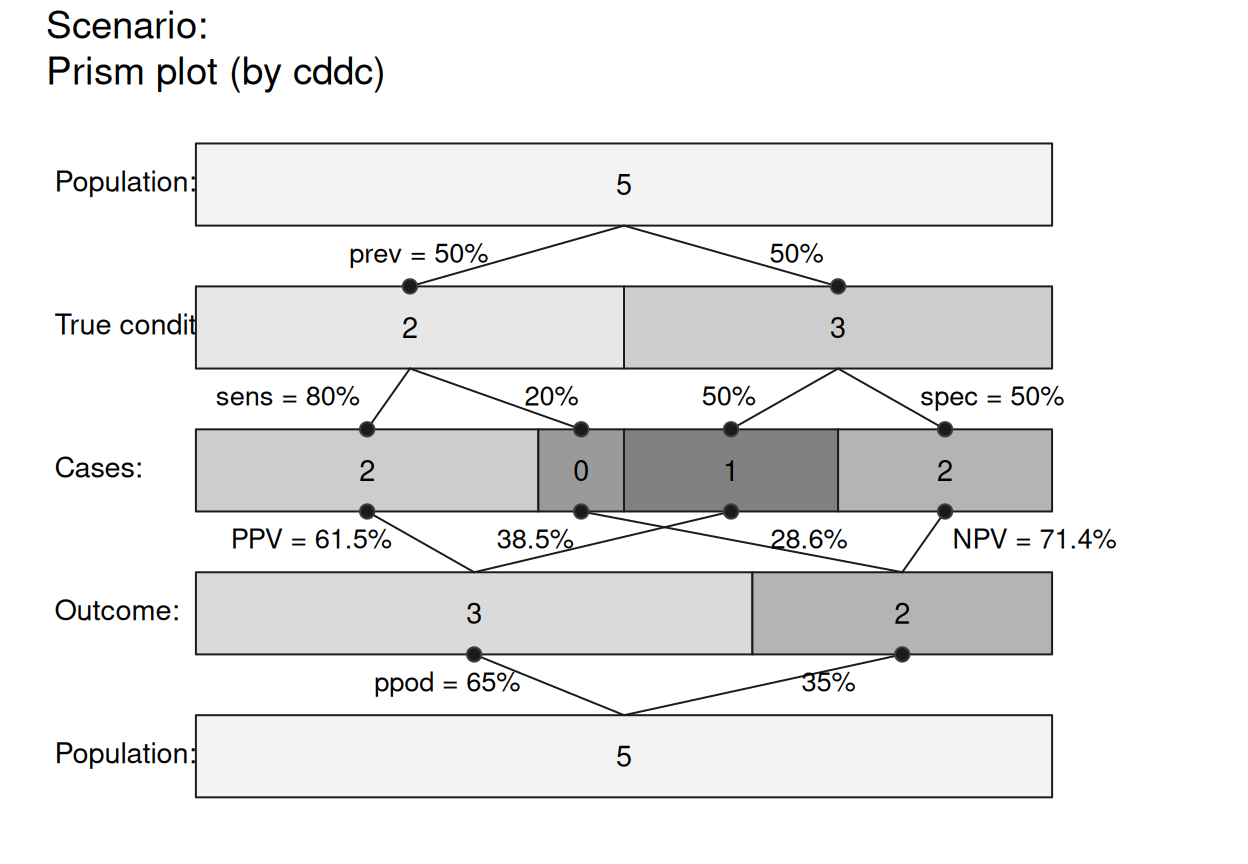 Scenario:
Prism plot (by cddc)
Population:
5
prev = 50%
50%
True condition:
2
3
sens = 80%
20%
50%
spec = 50%
Cases:
2
0
1
2
PPV = 61.5%
38.5%
28.6%
NPV = 71.4%
Outcome:
3
2
ppod = 65%
35%
Population:
5